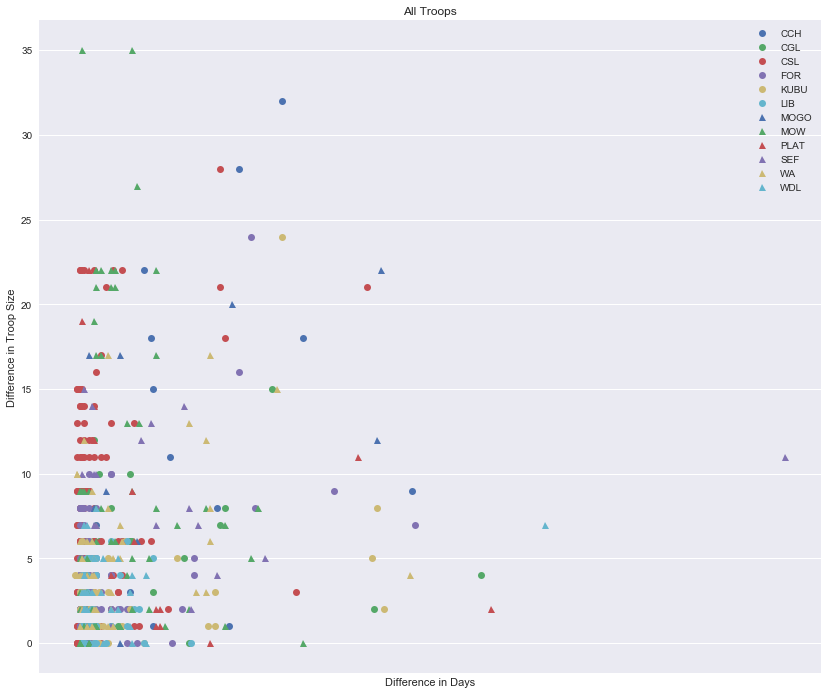 All Troops
CCH
CGL
CSL
FOR
KUBU
LIB
MOGO
MOW
PLAT
SEF
WA
WDL
35
30
25
20
15
10
5
0
Difference in Troop Size
Difference in Days